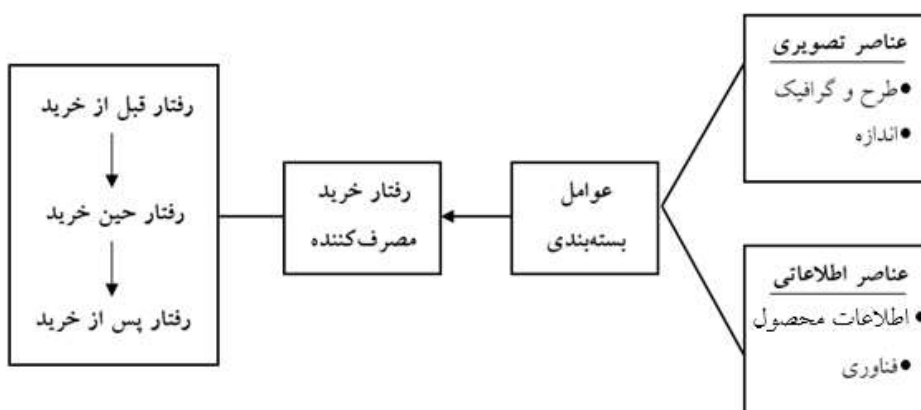 عناصر تصویری
•طرح و گرافیک
•اندازه
عناصر اطلاعاتی
•اطلاعات محصول
•فناوری
عوامل
بسته‌بندی
رفتار خرید
مصرف‌کننده
رفتار قبل از خرید
رفتار حین خرید
رفتار پس از خرید